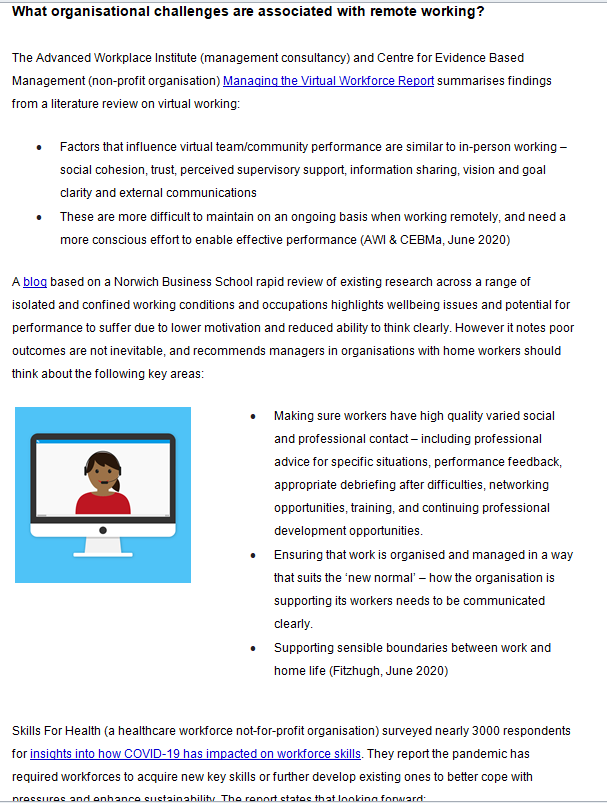 What organisational challenges are associated with remote working?
The Advanced Workplace Institute (management consultancy) and Centre for Evidence Based
Management (non-profit organisation) Managing the Virtual Workforce Report summarises findings
from a literature review on virtual working:
• Factors that influence virtual team/community performance are similar to in-person working –
social cohesion, trust, perceived supervisory support, information sharing, vision and goal
clarity and external communications
• These are more difficult to maintain on an ongoing basis when working remotely, and need a
more conscious effort to enable effective performance (AWI & CEBMa, June 2020)
A blog based on a Norwich Business School rapid review of existing research across a range of
isolated and confined working conditions and occupations highlights wellbeing issues and potential for
performance to suffer due to lower motivation and reduced ability to think clearly. However it notes poor
outcomes are not inevitable, and recommends managers in organisations with home workers should
think about the following key areas:
• Making sure workers have high quality varied social
and professional contact – including professional
advice for specific situations, performance feedback,
appropriate debriefing after difficulties, networking
opportunities, training, and continuing professional
development opportunities.
• Ensuring that work is organised and managed in a way
that suits the ‘new normal’ – how the organisation is
supporting its workers needs to be communicated
clearly.
• Supporting sensible boundaries between work and
home life (Fitzhugh, June 2020)
Skills For Health (a healthcare workforce not-for-profit organisation) surveyed nearly 3000 respondents
for insights into how COVID-19 has impacted on workforce skills. They report the pandemic has
required workforces to acquire new key skills or further develop existing ones to better cope with
pressures and enhance sustainability. The report states that looking forward: